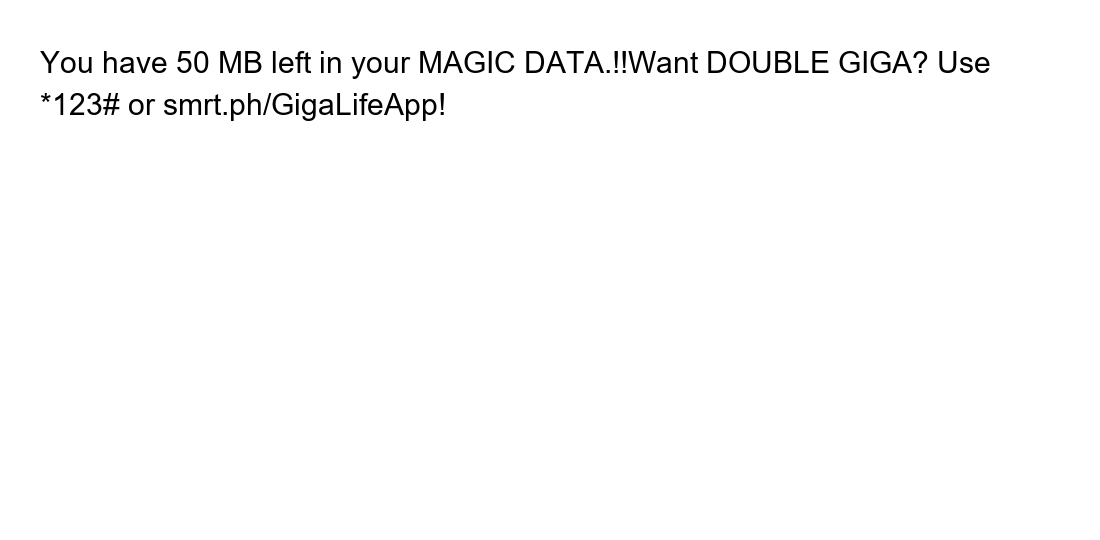 You have 50 MB left in your MAGIC DATA.!!Want DOUBLE GIGA? Use
*123# or smrt.ph/GigaLifeApp!